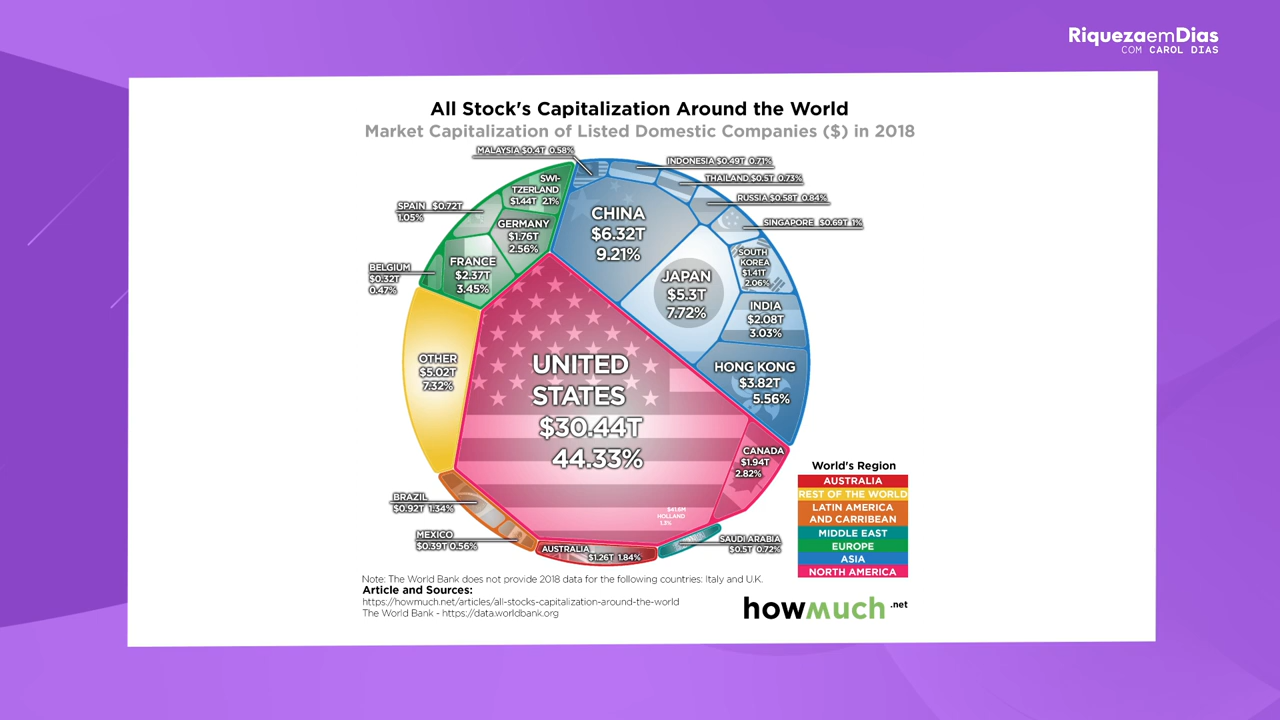 RiquezaemDias
COM CAROL DIAS
All Stock's Capitalization Around the World
Market Capitalization of Listed Domestic Companies ($) in 2018
MALAYSIA $0.4T 0.58%
INDONESIA $0.49T 0.71%
THAILAND $0.5T 0.73%
RUSSIA $0.58T 0.84%
SINGAPORE $0.69T 1%
SWI-
TZERLAND
$1.44T 2.1%
SPAIN $0.72T
1.05%
GERMANY
$1.76T
2.56%
CHINA
$6.32T
9.21%
SOUTH
KOREA
$1.41T
2.06%
BELGIUM
$0.32T
0.47%
FRANCE
$2.37T
3.45%
JAPAN
$5.3T
7.72%
INDIA
$2.08T
3.03%
OTHER
$5.02T
7.32%
UNITED
STATES
$30.44T
44.33%
HONG KONG
$3.82T
5.56%
CANADA
$1.94T
2.82%
BRAZIL
$0.92T 1.34%
HOLLAND
MEXICO
$0.39T 0.56%
AUSTRALIA
$1.26T 1.84%
SAUDI ARABIA
$0.5T 0.72%
World's Region
AUSTRALIA
REST OF THE WORLD
LATIN AMERICA
AND CARRIBEAN
MIDDLE EAST
EUROPE
ASIA
NORTH AMERICA
Note: The World Bank does not provide 2018 data for the following countries: Italy and U.K.
Article and Sources:
https://howmuch.net/articles/all-stocks-capitalization-around-the-world
The World Bank - https://data.worldbank.org
howmuch.net